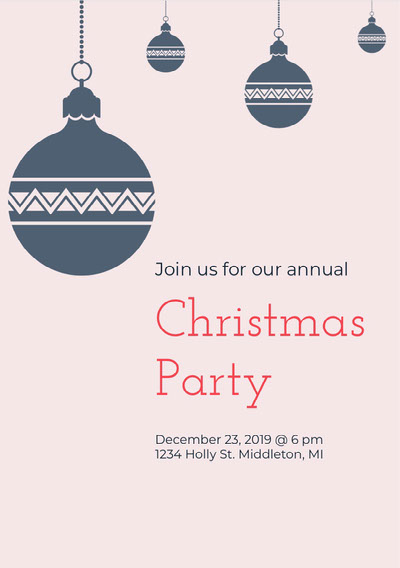 Join us for our annual
Christmas
Party
December 23, 2019 @ 6 pm
1234 Holly St. Middleton, MI